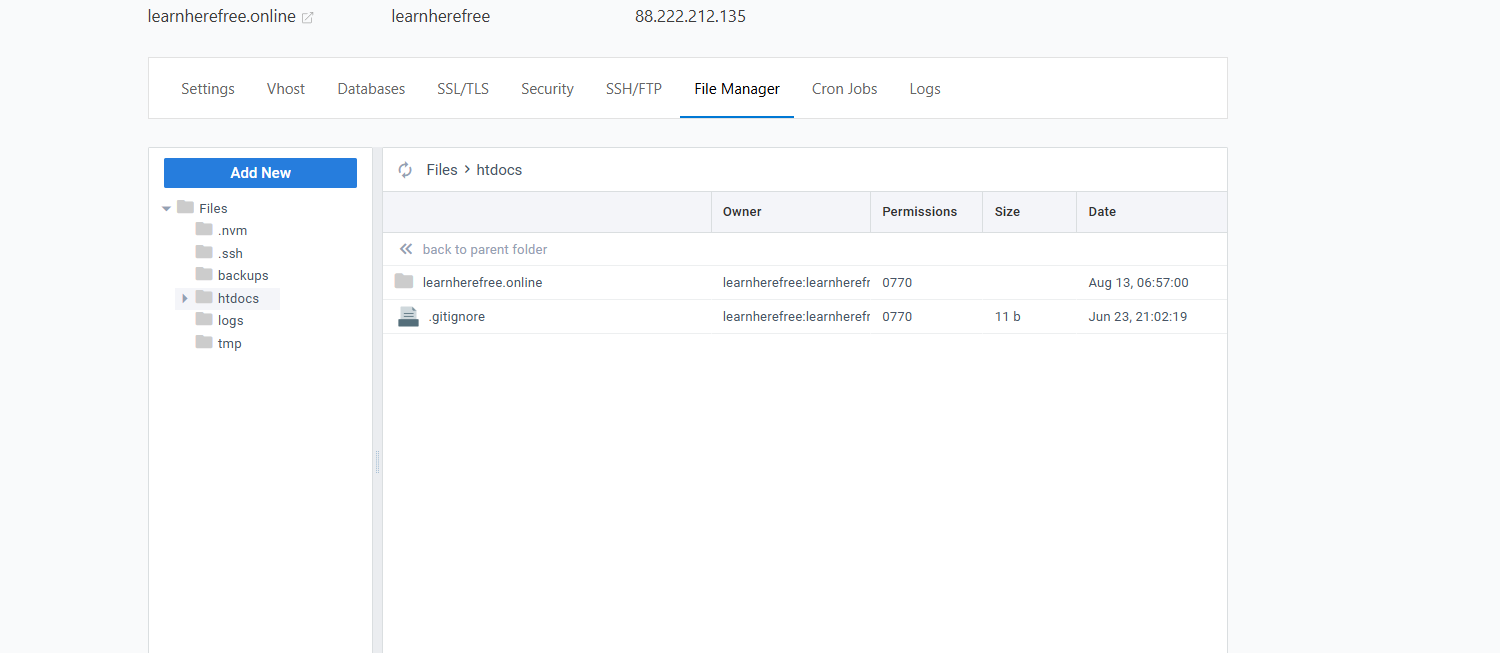 learnherefree.online learnherefree 88.222.212.135
Settings Vhost Databases SSL/TLS Security SSH/FTP File Manager Cron Jobs Logs
Add New
Files
.nvm
.ssh
backups
htdocs
logs
tmp
Files > htdocs
Owner Permissions Size Date
back to parent folder
learnherefree.online learnherefree:learnherefr 0770 Aug 13, 06:57:00
.gitignore learnherefree:learnherefr 0770 11 b Jun 23, 21:02:19